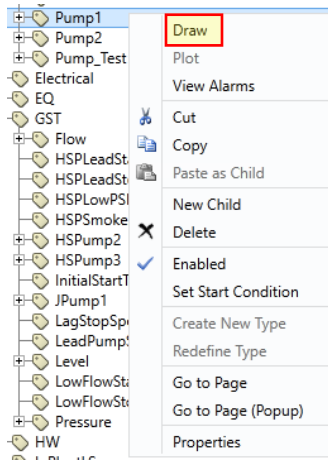 Pump1
Pump2
Pump_Test
Electrical
EQ
GST
Flow
HSPLeadSt
HSPLeadSt
HSPLowPSI
HSPSmoke
HSPump2
HSPump3
InitialStartT
JPump1
LagStopSp
LeadPump
Level
LowFlowSta
LowFlowSto
Pressure
HW
Draw
Plot
View Alarms
Cut
Copy
Paste as Child
New Child
Delete
Enabled
Set Start Condition
Create New Type
Redefine Type
Go to Page
Go to Page (Popup)
Properties